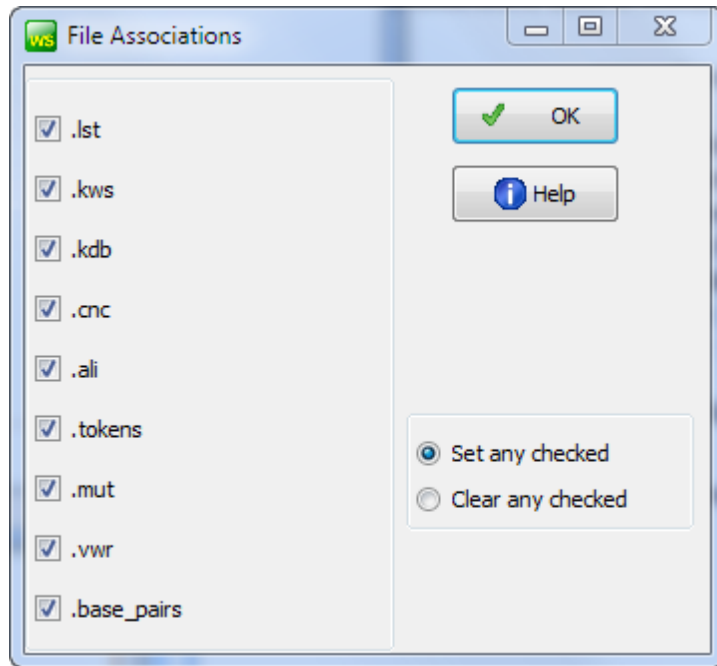 ws File Associations
.lst
.kws
.kdb
.cnc
.ali
.tokens
.mut
.vwr
.base_pairs
OK
Help
Set any checked
Clear any checked